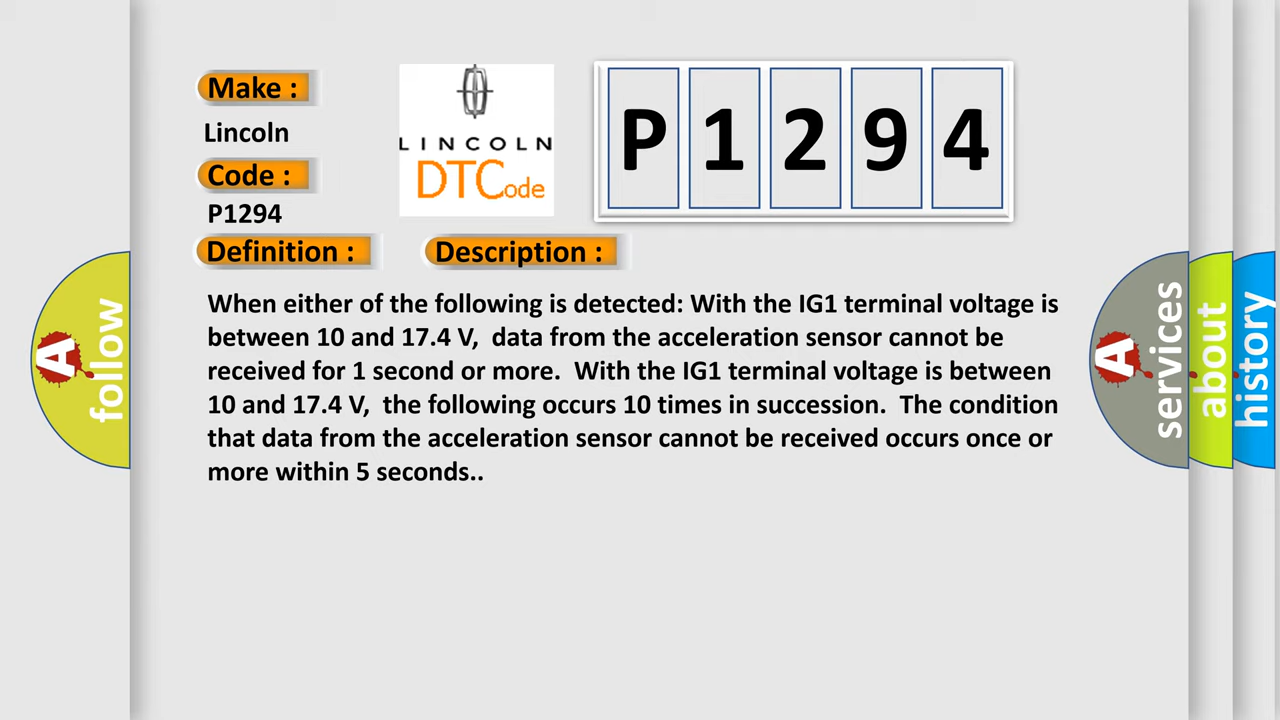 Make :
Lincoln
Code :
P1294
LINCOLN
DTCode
P1294
Definition :
Description :
When either of the following is detected: With the IG1 terminal voltage is
between 10 and 17.4 V,  data from the acceleration sensor cannot be
received for 1 second or more.  With the IG1 terminal voltage is between
10 and 17.4 V,  the following occurs 10 times in succession.  The condition
that data from the acceleration sensor cannot be received occurs once or
more within 5 seconds..
A
follow
A
services
about
history